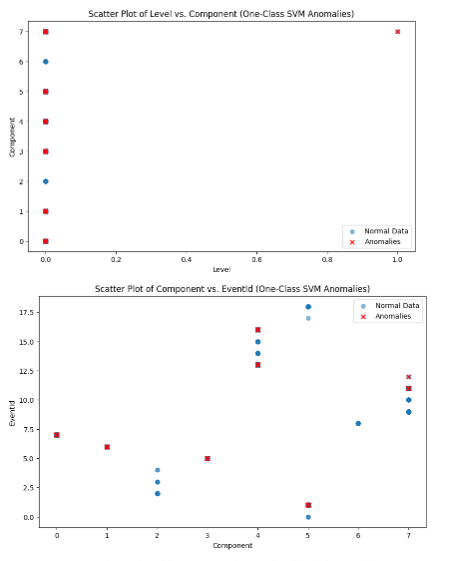 Scatter Plot of Level vs. Component (One-Class SVM Anomalies)
7
6
5
4
3
2
1
0
Component
0.0 0.2 0.4 0.6 0.8 1.0
Level
Normal Data
Anomalies
Scatter Plot of Component vs. EventId (One-Class SVM Anomalies)
17.5
15.0
12.5
10.0
7.5
5.0
2.5
0.0
EventId
0 1 2 3 4 5 6 7
Component
Normal Data
Anomalies